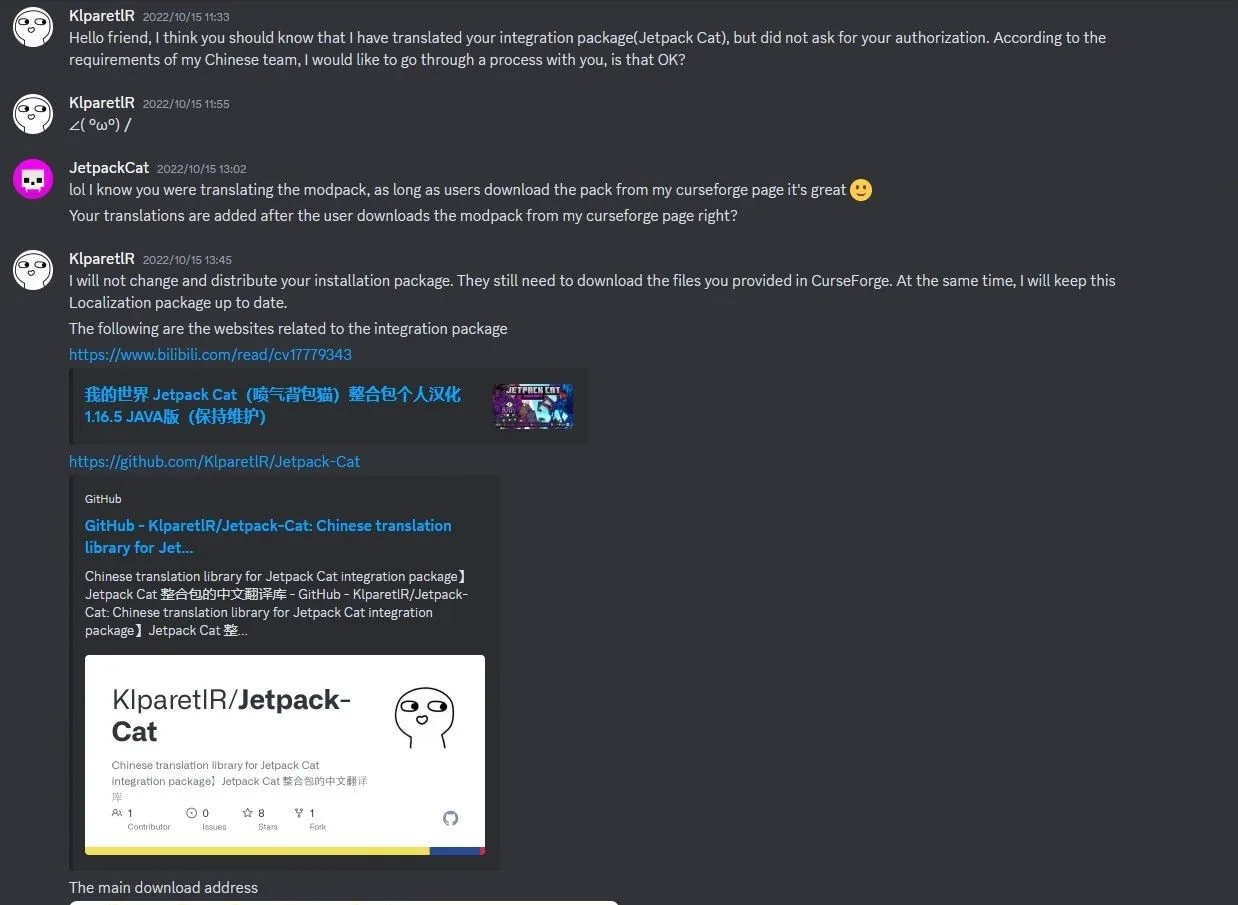 KlparetlR 2022/10/15 11:33
Hello friend, I think you should know that I have translated your integration package(Jetpack Cat), but did not ask for your authorization. According to the
requirements of my Chinese team, I would like to go through a process with you, is that OK?
KlparetlR 2022/10/15 11:55
∠( ºωº) /
JetpackCat 2022/10/15 13:02
lol I know you were translating the modpack, as long as users download the pack from my curseforge page it's great 🙂
Your translations are added after the user downloads the modpack from my curseforge page right?
KlparetlR 2022/10/15 13:45
I will not change and distribute your installation package. They still need to download the files you provided in CurseForge. At the same time, I will keep this
Localization package up to date.
The following are the websites related to the integration package
https://www.bilibili.com/read/cv17779343
我的世界 Jetpack Cat（喷气背包猫）整合包个人汉化
1.16.5 JAVA版（保持维护）
JETPACK CAT
https://github.com/KlparetlR/Jetpack-Cat
GitHub
GitHub - KlparetlR/Jetpack-Cat: Chinese translation
library for Jet...
Chinese translation library for Jetpack Cat integration package】
Jetpack Cat 整合包的中文翻译库 - GitHub - KlparetlR/Jetpack-
Cat: Chinese translation library for Jetpack Cat integration
package】Jetpack Cat 整...
KlparetlR/Jetpack-
Cat
Chinese translation library for Jetpack Cat
integration package】Jetpack Cat 整合包的中文翻译
库
1 0 8 1
Contributor Issues Stars Fork
The main download address